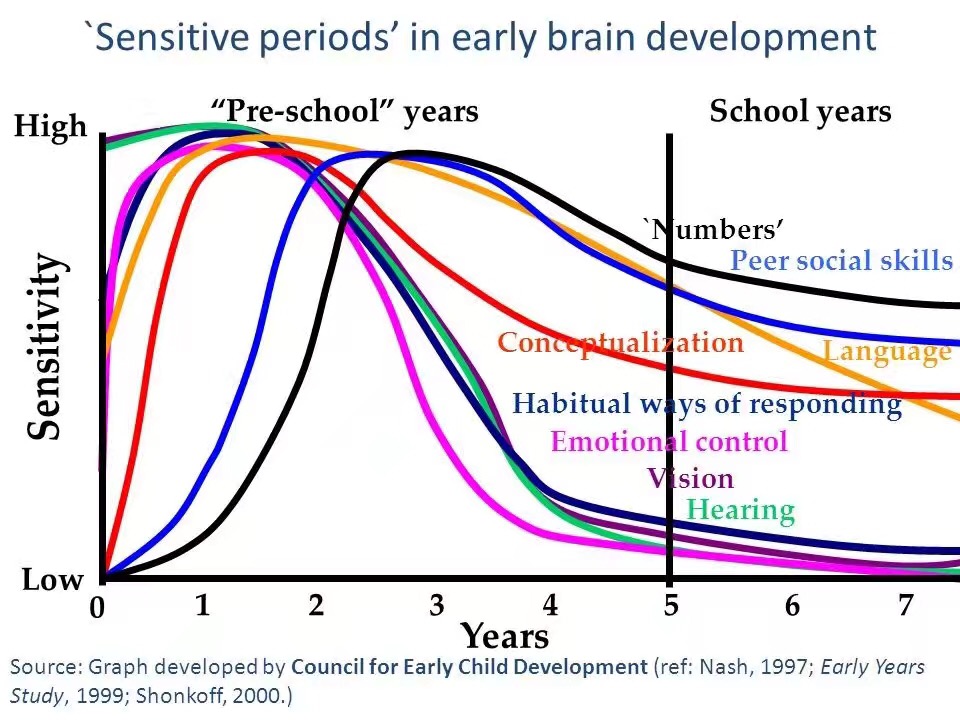 `Sensitive periods’ in early brain development
“Pre-school” years
School years
High
`Numbers’
Peer social skills
Sensitivity
Conceptualization
Language
Habitual ways of responding
Emotional control
Vision
Hearing
Low
0 1 2 3 4 5 6 7
Years
Source: Graph developed by Council for Early Child Development (ref: Nash, 1997; Early Years
Study, 1999; Shonkoff, 2000.)